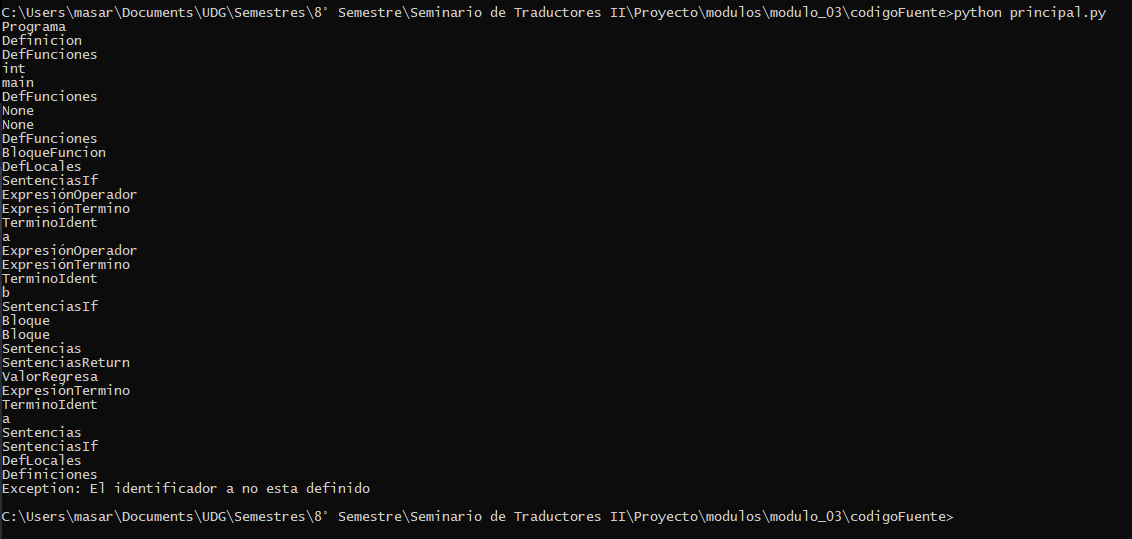 C:\Users\masar\Documents\UDG\Semestres\8° Semestre\Seminario de Traductores II\Proyecto\modulos\modulo_03\codigoFuente>python principal.py
Programa
Definicion
DefFunciones
int
main
DefFunciones
None
None
DefFunciones
BloqueFuncion
DefLocales
SentenciasIf
ExpresiónOperador
ExpresiónTermino
TerminoIdent
a
ExpresiónOperador
ExpresiónTermino
TerminoIdent
b
SentenciasIf
Bloque
Bloque
Sentencias
SentenciasReturn
ValorRegresa
ExpresiónTermino
TerminoIdent
a
Sentencias
SentenciasIf
DefLocales
Definiciones
Exception: El identificador a no esta definido
C:\Users\masar\Documents\UDG\Semestres\8° Semestre\Seminario de Traductores II\Proyecto\modulos\modulo_03\codigoFuente>